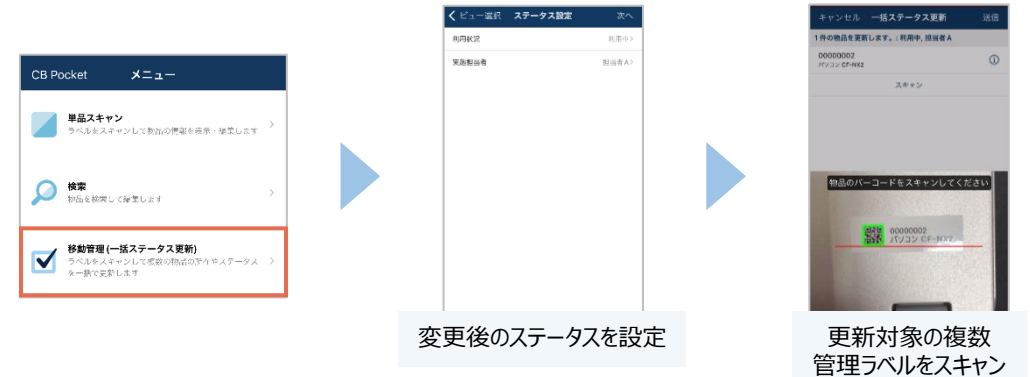 CB Pocket メニュー
単品スキャン
ラベルをスキャンして物品の情報を表示・編集します
検索
物品を検索して編集します
移動管理(一括ステータス更新)
ラベルをスキャンして複数の物品の所在やステータス
を一括で更新します
ビュー選択 ステータス設定 次へ
利用状況 利用中
実施担当者 担当者A
変更後のステータスを設定
キャンセル 一括ステータス更新 送信
1件の物品を更新します。: 利用中, 担当者A
00000002
パソコン CF-NX2
スキャン
物品のバーコードをスキャンしてください
00000002
パソコン CF-NX2
更新対象の複数
管理ラベルをスキャン